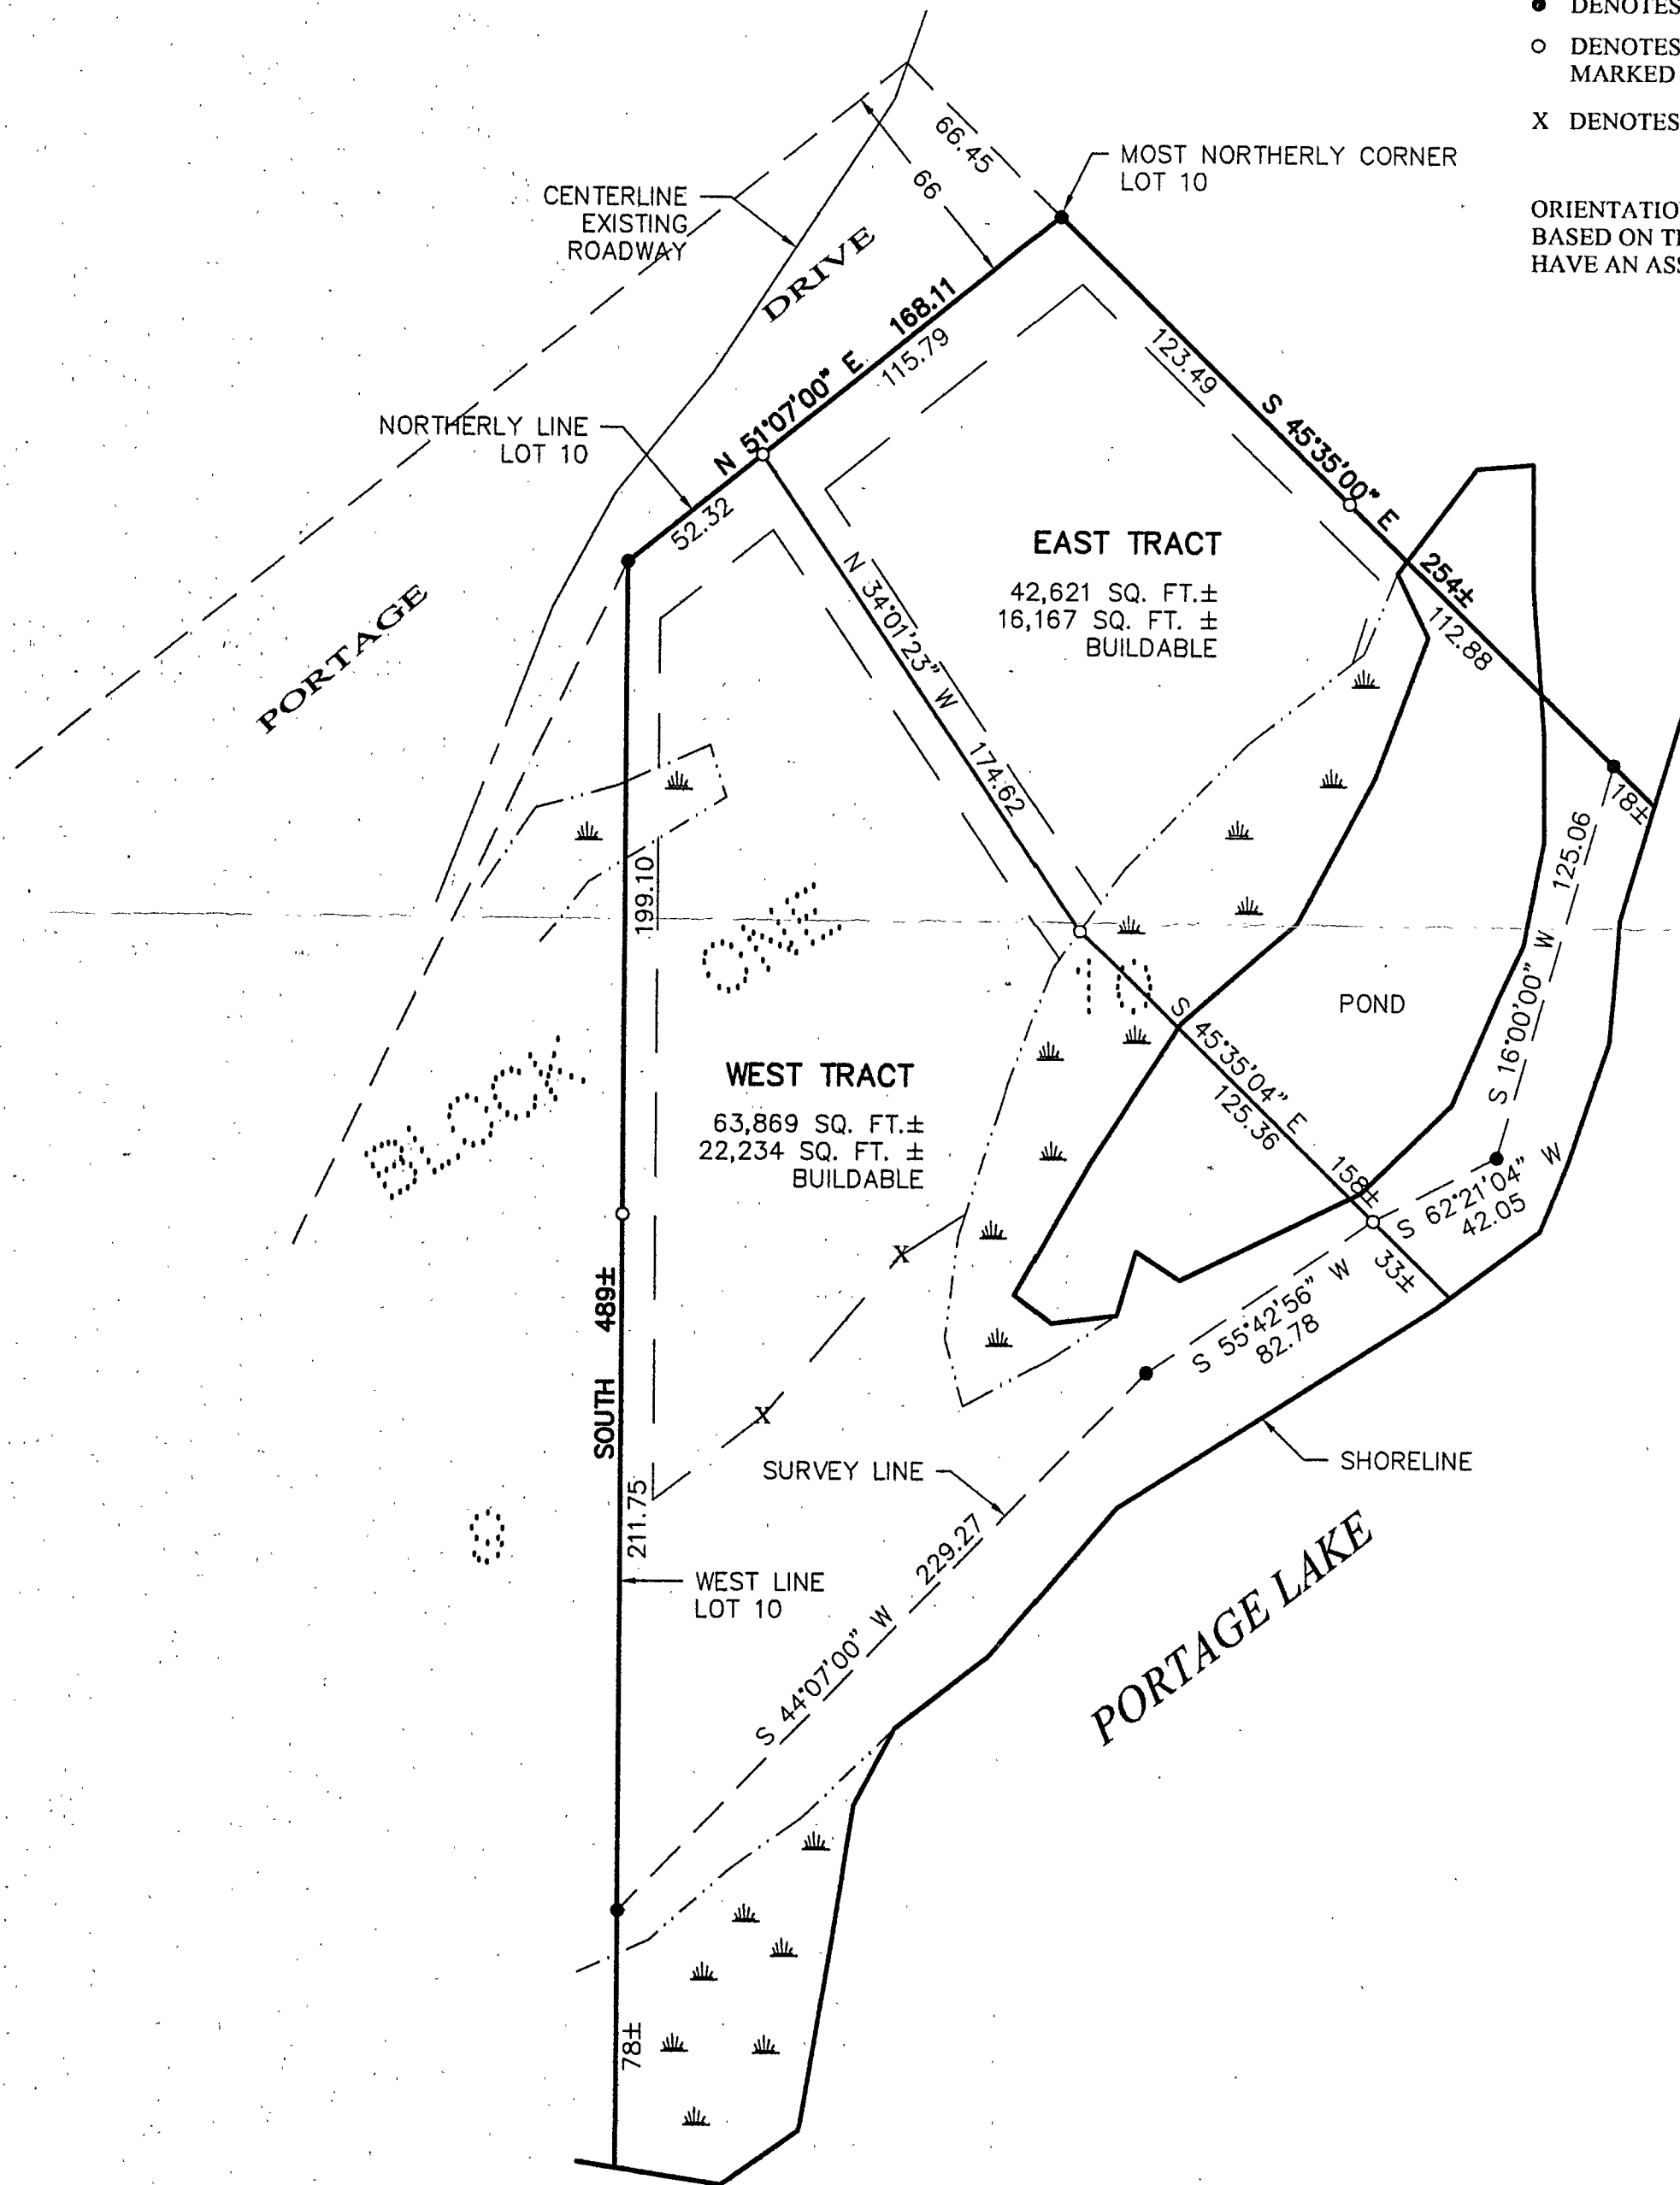 DENOTES
DENOTES
MARKED
X DENOTES
ORIENTATIO
BASED ON T
HAVE AN ASS
66.45
66
MOST NORTHERLY CORNER
LOT 10
CENTERLINE
EXISTING
ROADWAY
DRIVE
PORTAGE
NORTHERLY LINE
LOT 10
N 51°07'00" E 168.11
115.79
52.32
123.49
S 45°35'00" E
254±
112.88
18±
EAST TRACT
42,621 SQ. FT.±
16,167 SQ. FT. ±
BUILDABLE
N 34°01'23" W 174.62
199.10
BLOCK ONE
10
POND
S 16°00'00" W 125.06
WEST TRACT
63,869 SQ. FT.±
22,234 SQ. FT. ±
BUILDABLE
S 45°35'04" E
125.36
158±
S 62°21'04" W
42.05
33±
S 55°42'56" W
82.78
SOUTH 489±
X
X
SURVEY LINE
SHORELINE
211.75
9
WEST LINE
LOT 10
229.27
S 44°07'00" W
PORTAGE LAKE
78±